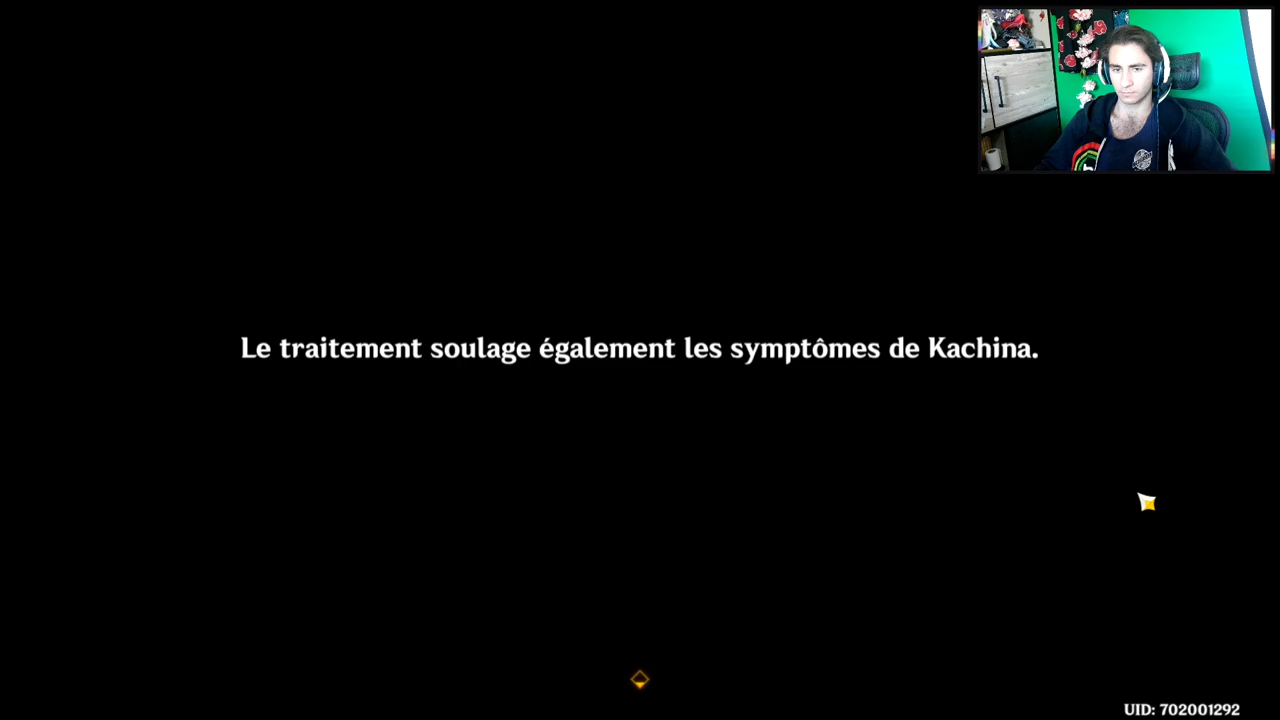 Le traitement soulage également les symptômes de Kachina.
UID: 702001292